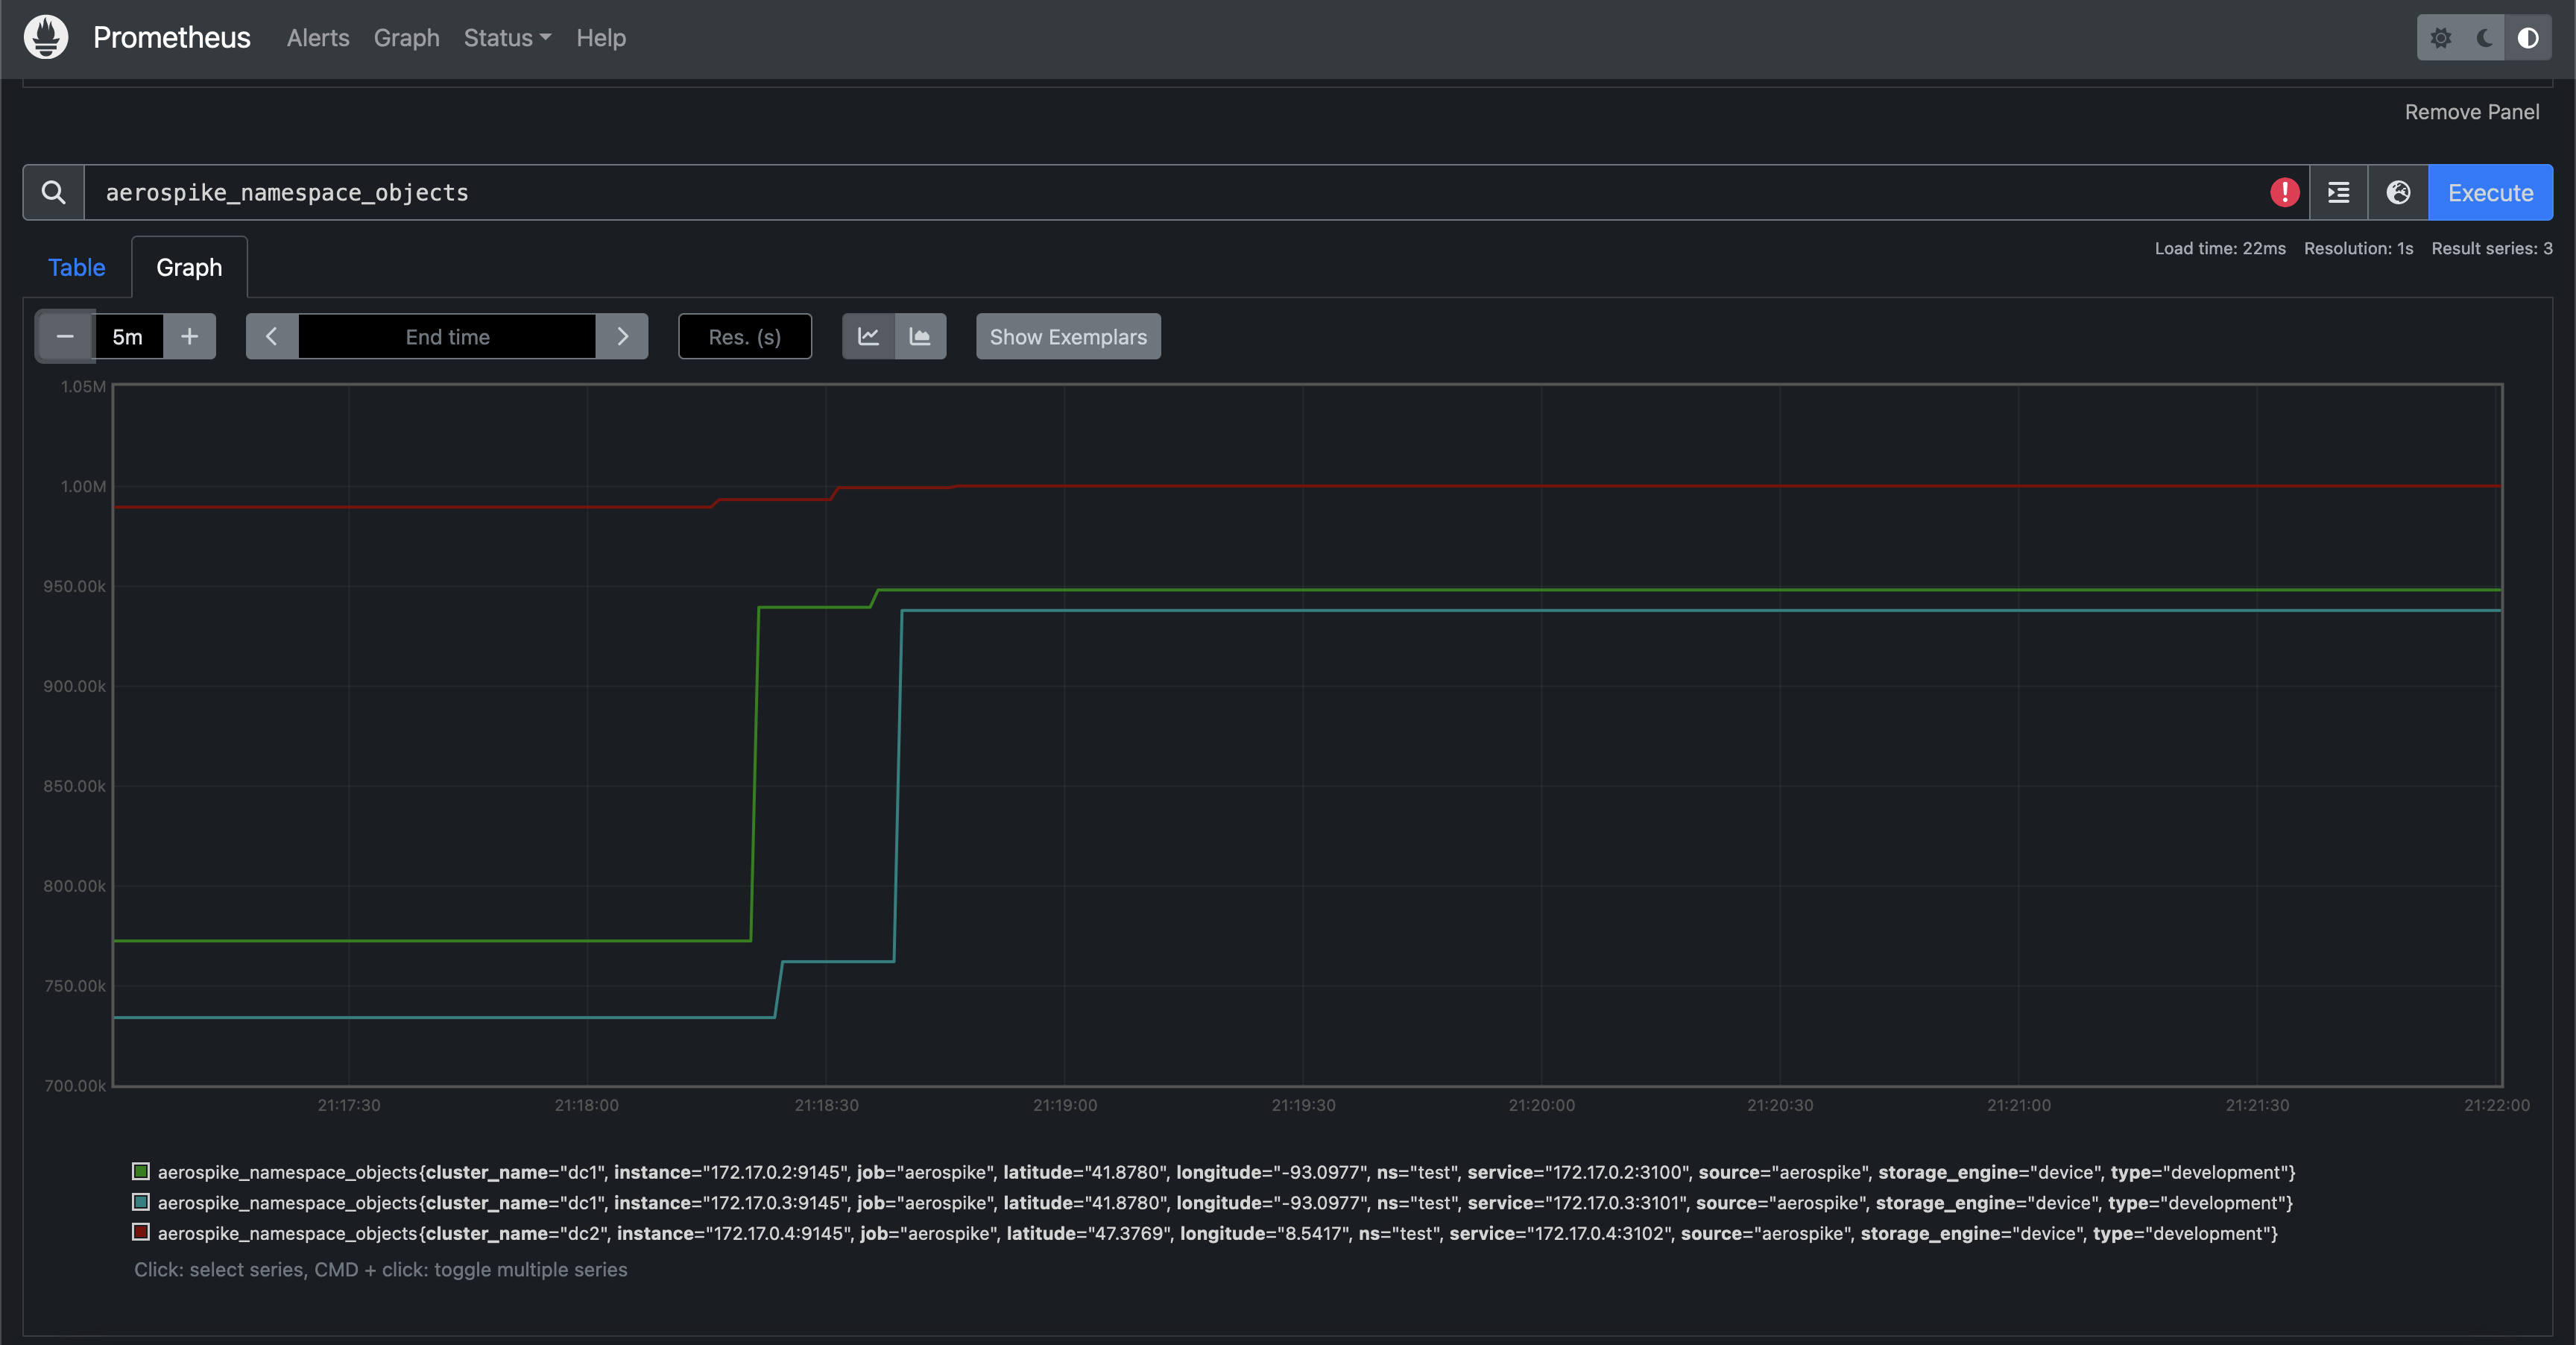 Prometheus Alerts Graph Status Help
Remove Panel
aerospike_namespace_objects
Execute
Table Graph
Load time: 22ms Resolution: 1s Result series: 3
5m End time Res. (s) Show Exemplars
1.05M
1.00M
950.00k
900.00k
850.00k
800.00k
750.00k
700.00k
21:17:30 21:18:00 21:18:30 21:19:00 21:19:30 21:20:00 21:20:30 21:21:00 21:21:30 21:22:00
aerospike_namespace_objects{cluster_name="dc1", instance="172.17.0.2:9145", job="aerospike", latitude="41.8780", longitude="-93.0977", ns="test", service="172.17.0.2:3100", source="aerospike", storage_engine="device", type="development"}
aerospike_namespace_objects{cluster_name="dc1", instance="172.17.0.3:9145", job="aerospike", latitude="41.8780", longitude="-93.0977", ns="test", service="172.17.0.3:3101", source="aerospike", storage_engine="device", type="development"}
aerospike_namespace_objects{cluster_name="dc2", instance="172.17.0.4:9145", job="aerospike", latitude="47.3769", longitude="8.5417", ns="test", service="172.17.0.4:3102", source="aerospike", storage_engine="device", type="development"}
Click: select series, CMD + click: toggle multiple series